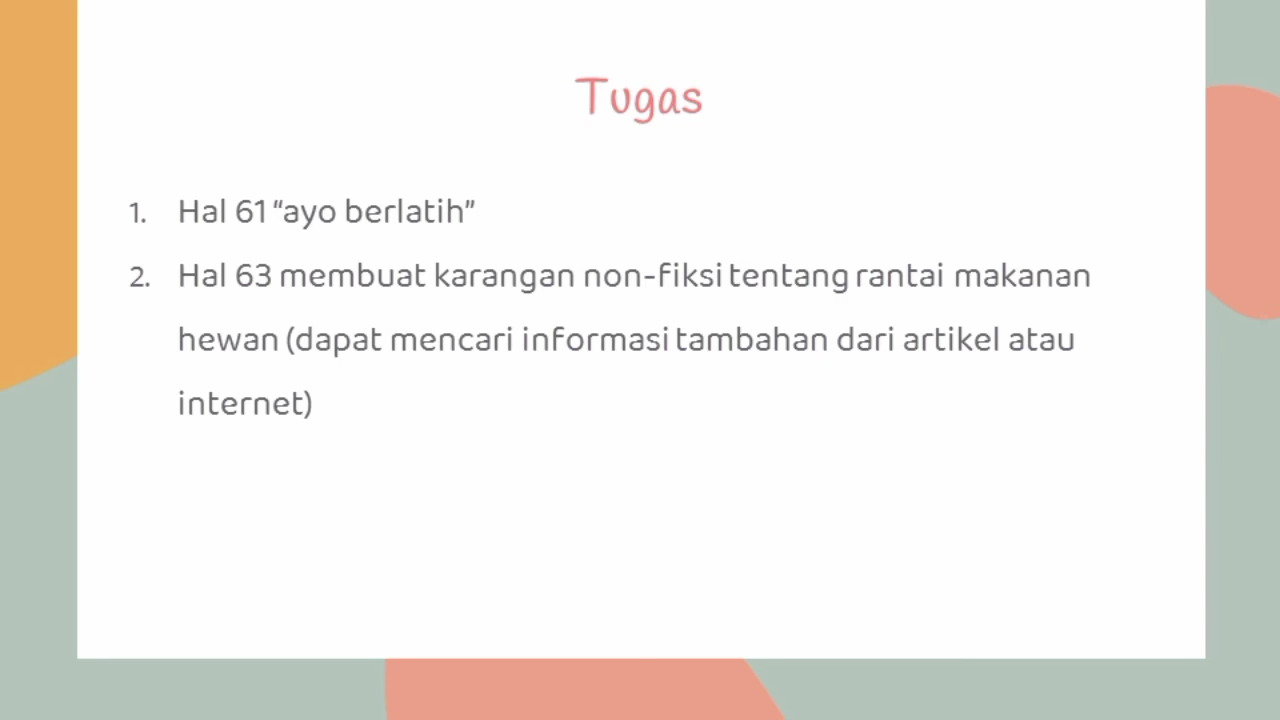 Tugas
1. Hal 61 “ayo berlatih”
2. Hal 63 membuat karangan non-fiksi tentang rantai makanan
hewan (dapat mencari informasi tambahan dari artikel atau
internet)